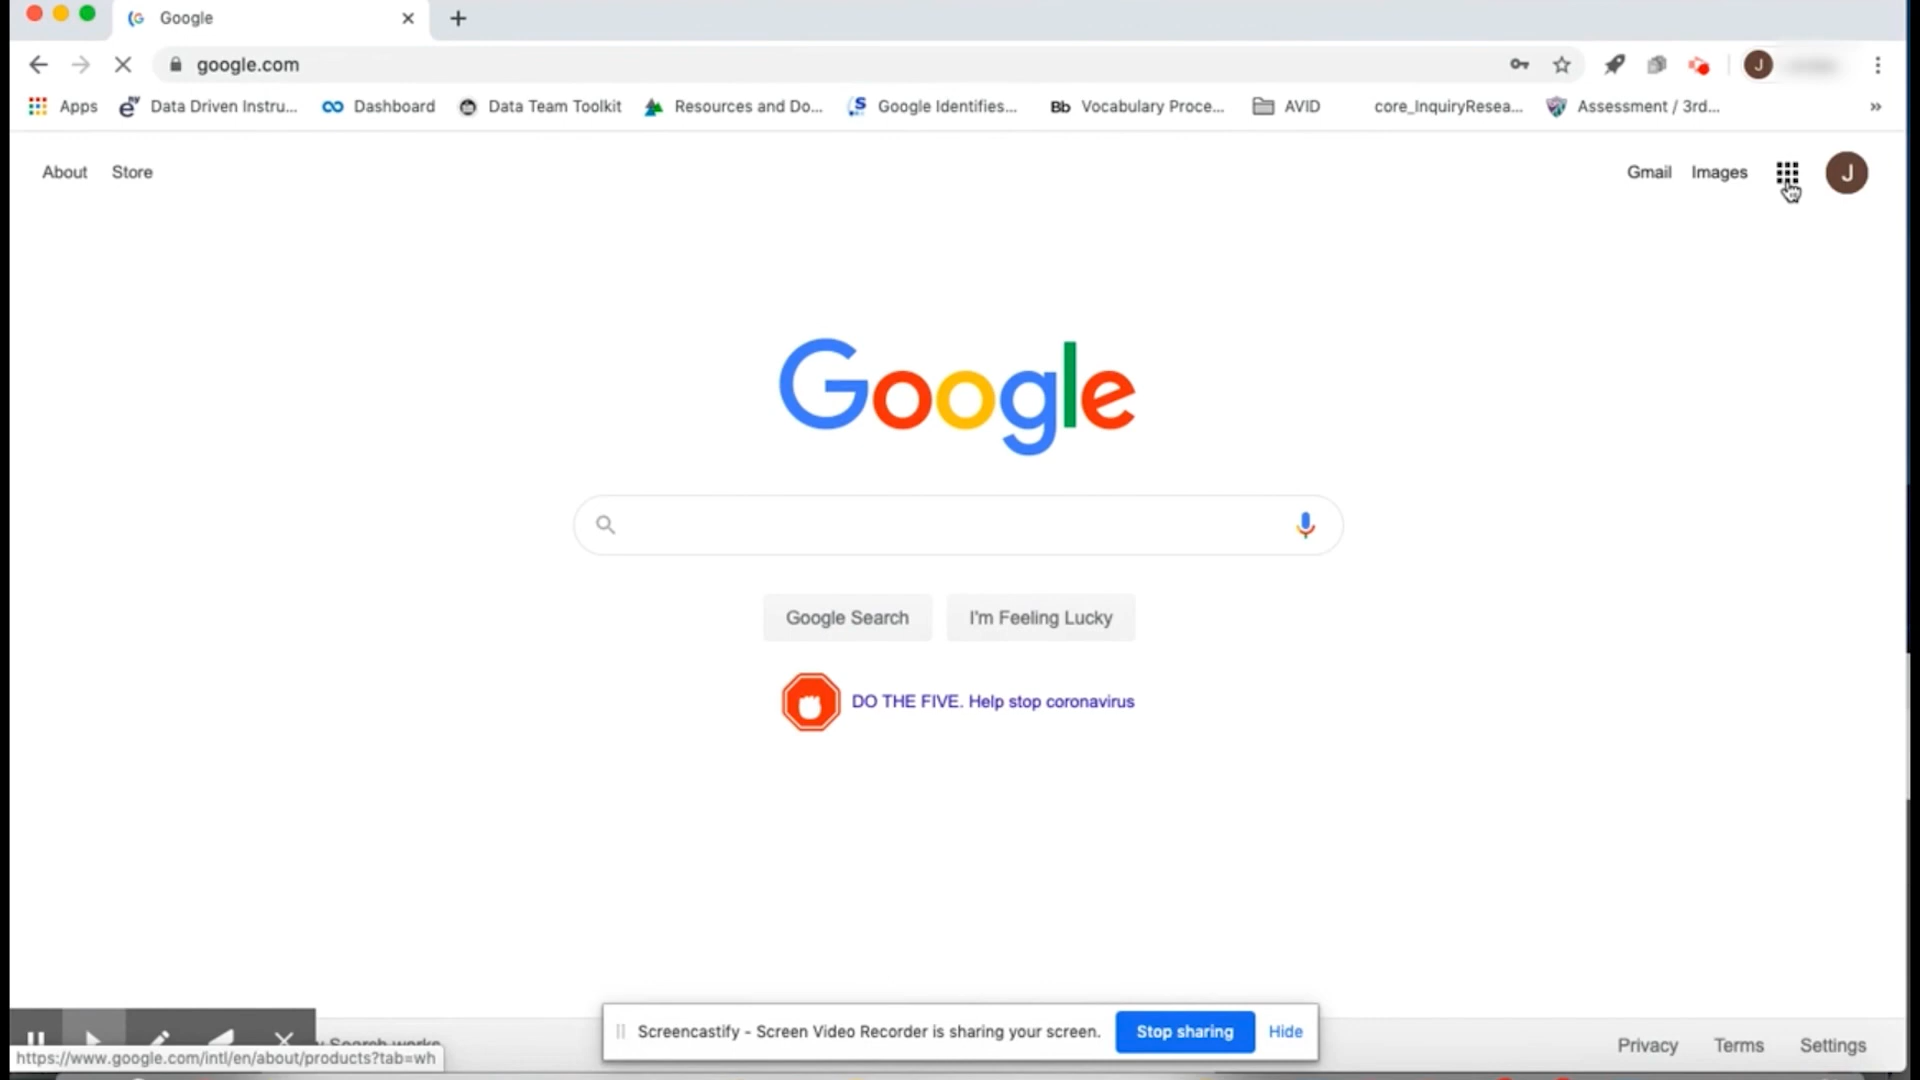 Google
google.com
J
Apps Data Driven Instru... Dashboard Data Team Toolkit Resources and Do... Google Identifies... Bb Vocabulary Proce... AVID core_InquiryResea... Assessment / 3rd... »
About Store Gmail Images J
Google
Google Search I'm Feeling Lucky
DO THE FIVE. Help stop coronavirus
Screencastify - Screen Video Recorder is sharing your screen. Stop sharing Hide
Search works
https://www.google.com/intl/en/about/products?tab=wh
Privacy Terms Settings